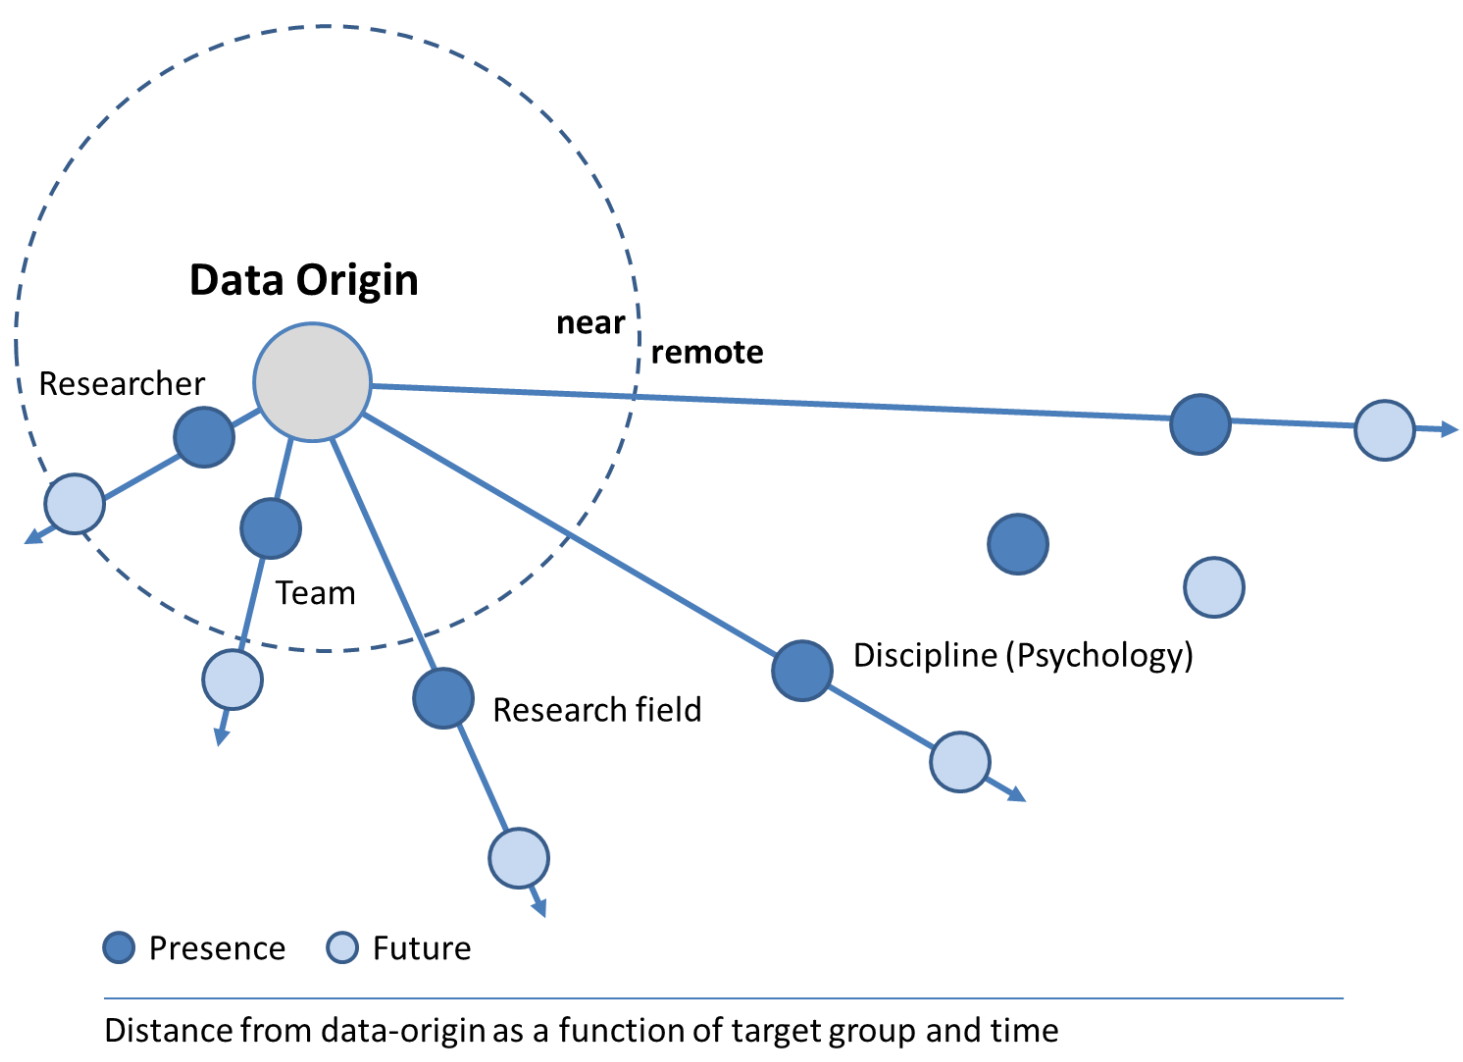 Data Origin
near
remote
Researcher
Team
Discipline (Psychology)
Research field
Presence
Future
Distance from data-origin as a function of target group and time